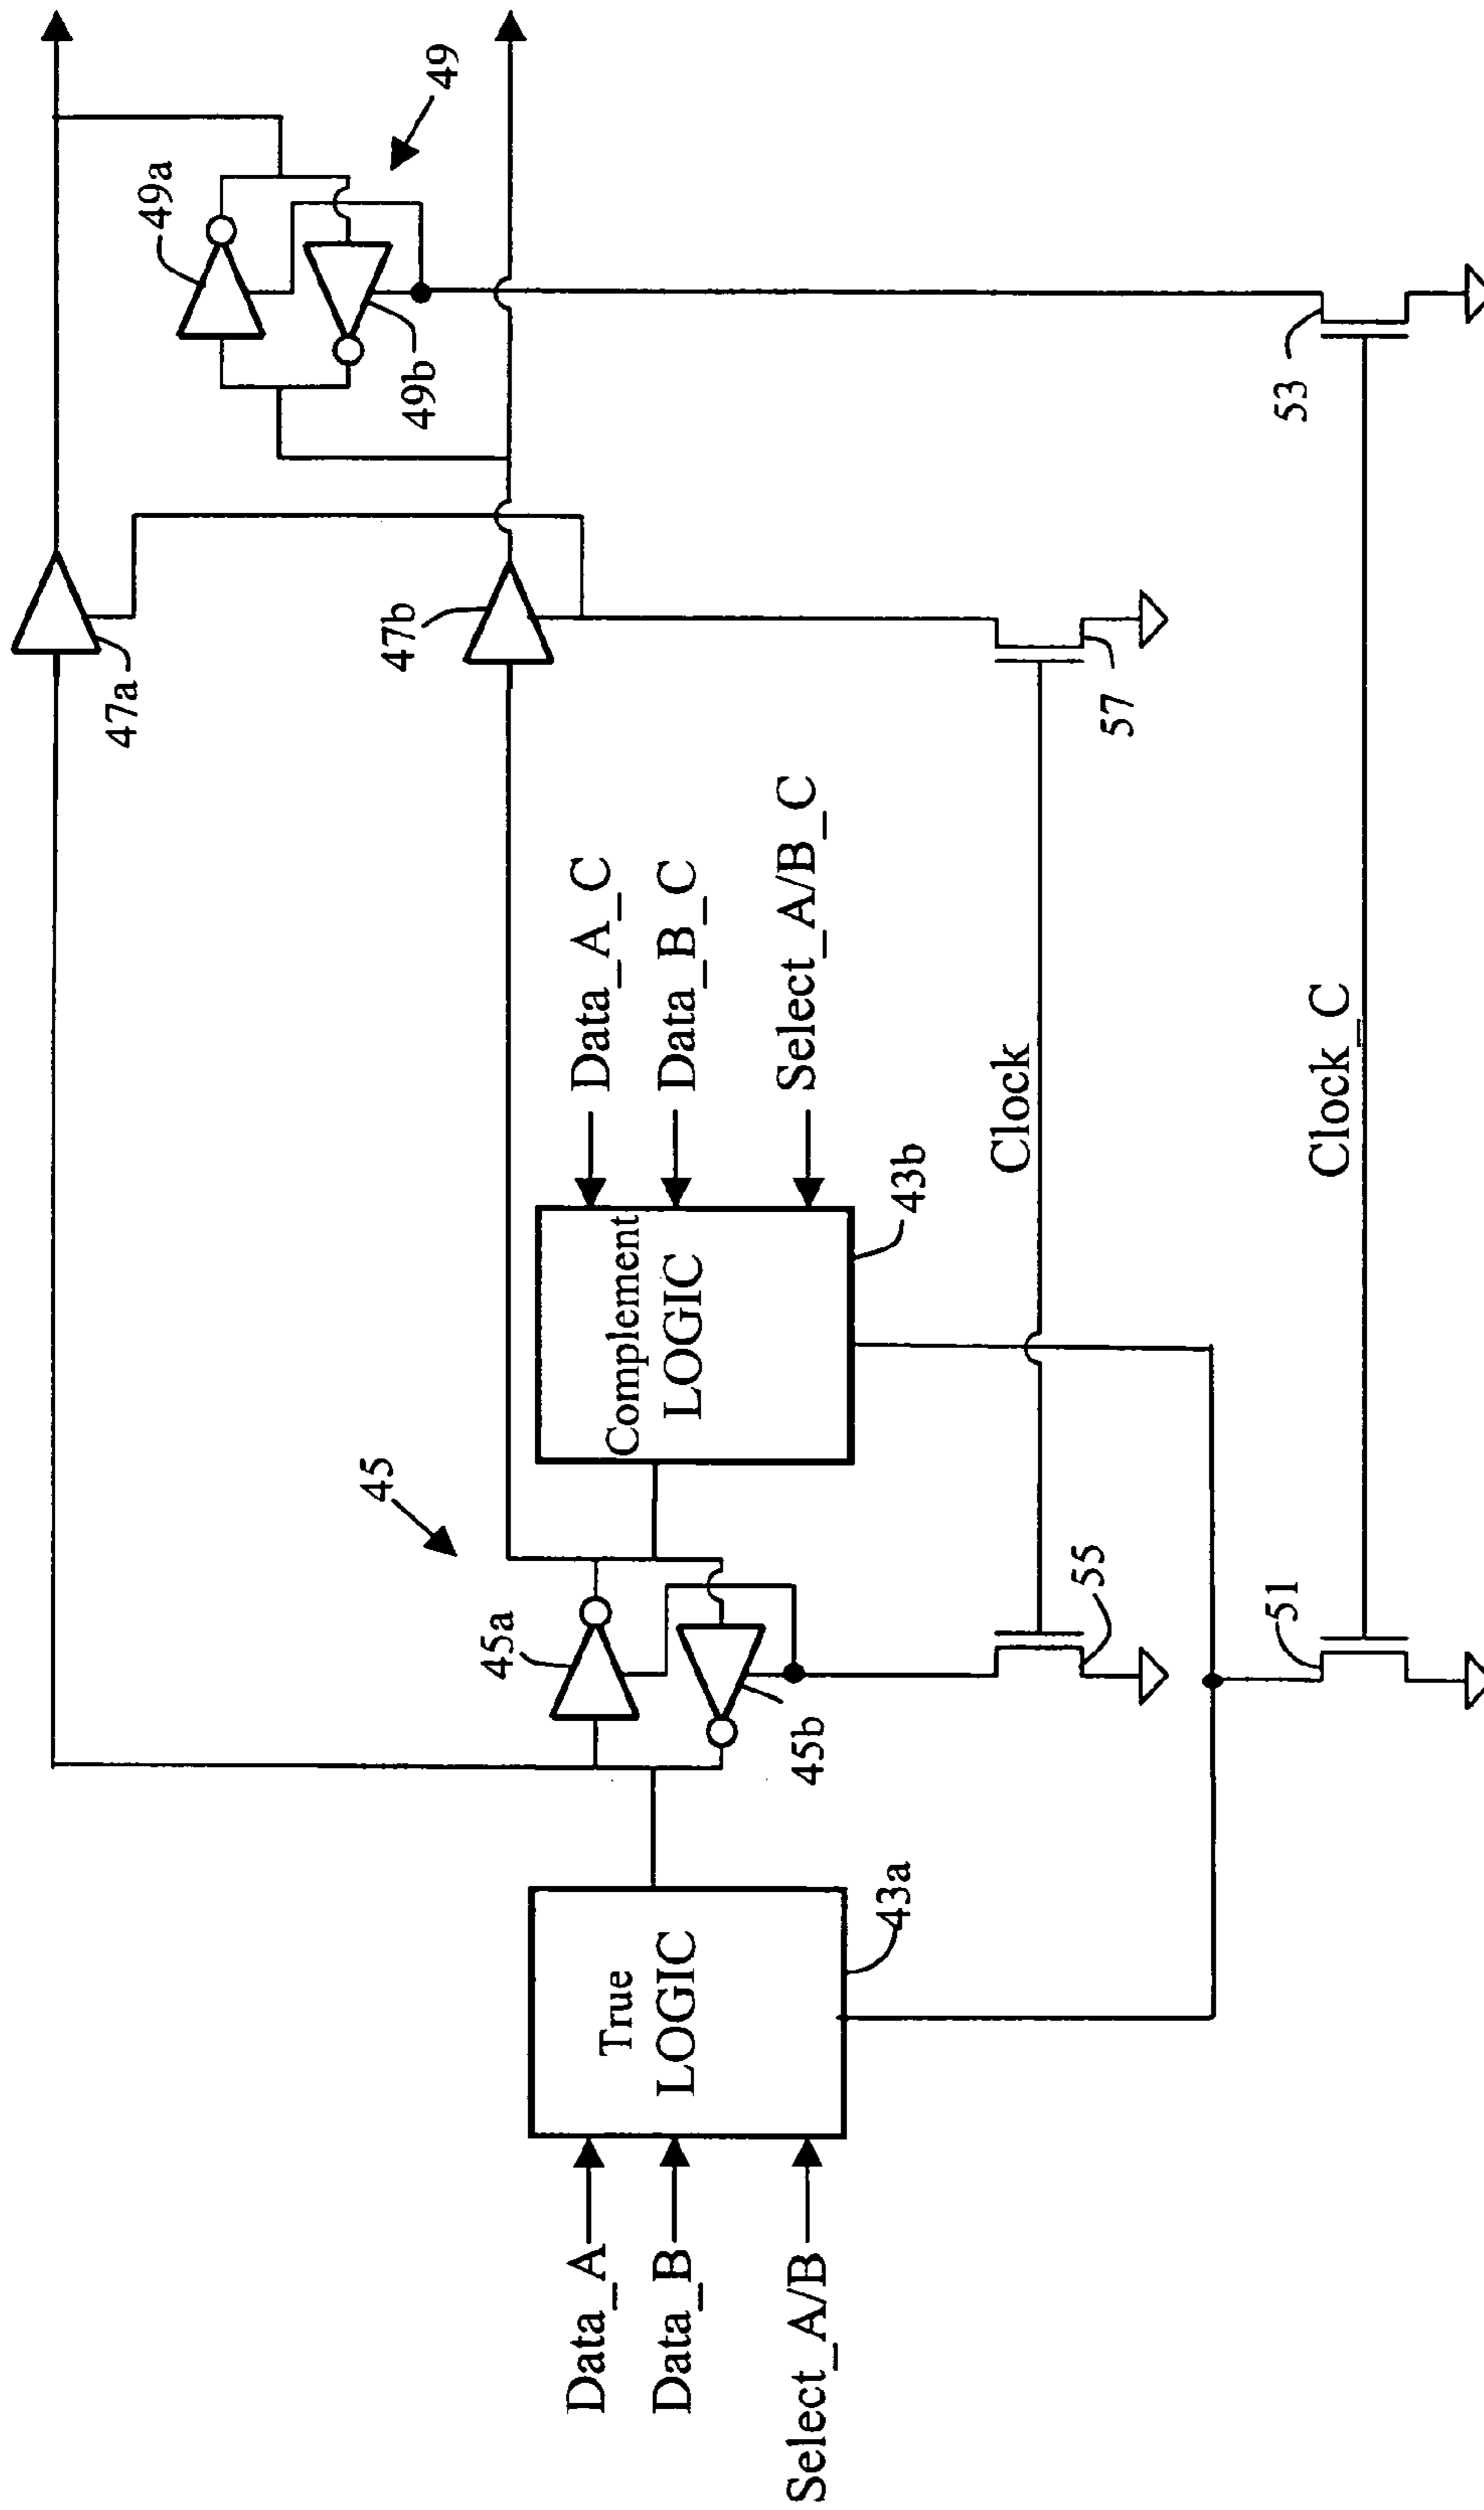 Data_A
Data_B
Select_A/B
True
LOGIC
43a
45
45a
45b
Complement
LOGIC
43b
Data_A_C
Data_B_C
Select_A/B_C
47a
47b
49
49a
49b
Clock
Clock_C
51
53
55
57